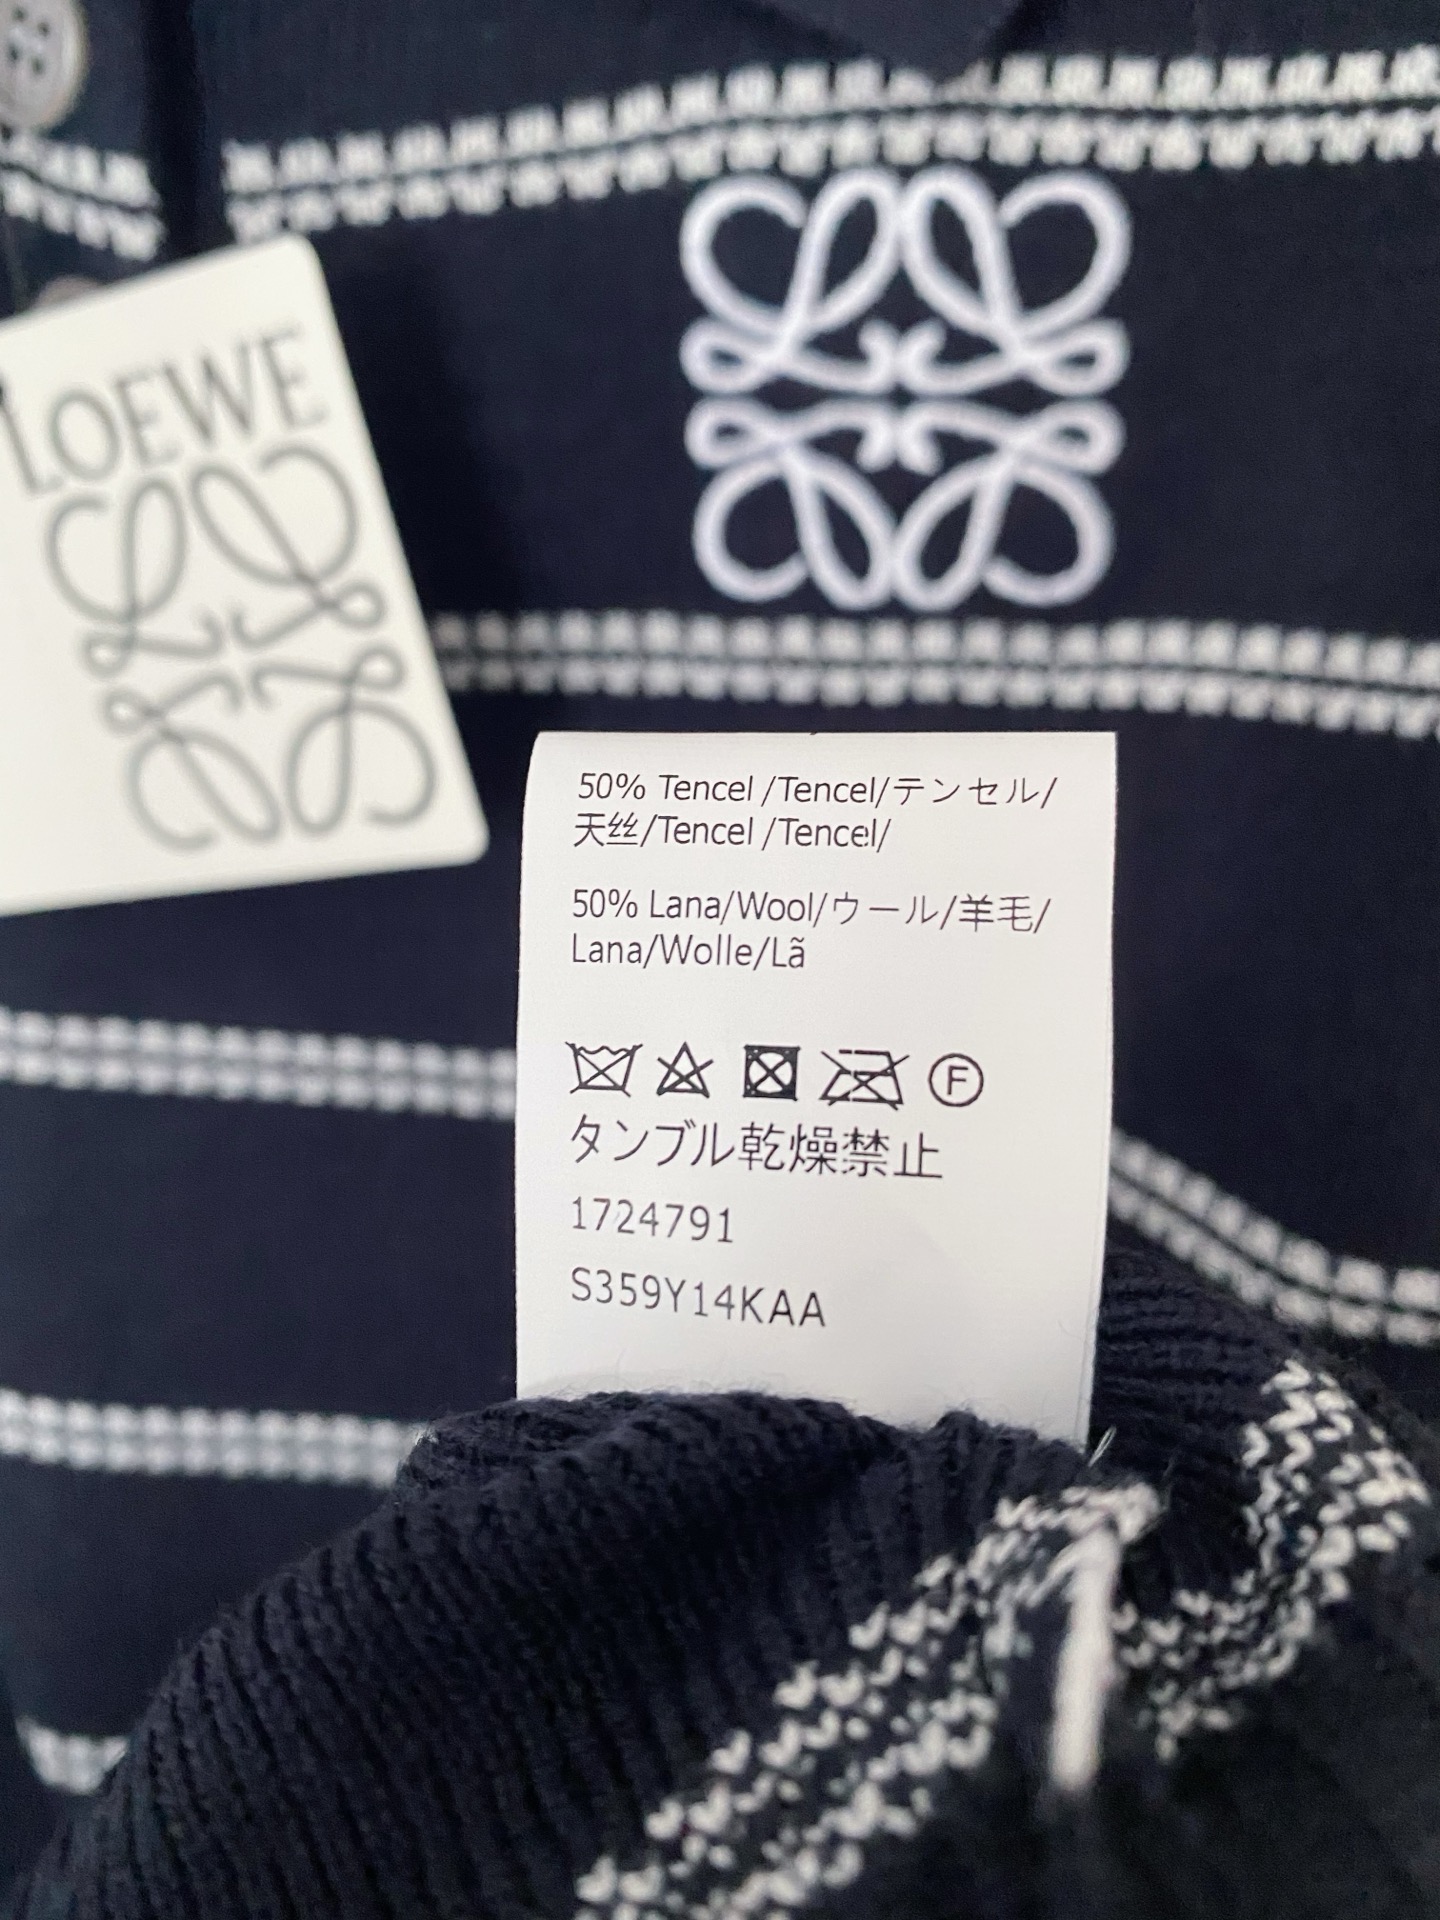 LOEWE
50% Tencel /Tencel/テンセル/
天丝/Tencel /Tencel/
50% Lana/Wool/ウール/羊毛/
Lana/Wolle/Lã
F
タンブル乾燥禁止
1724791
S359Y14KAA